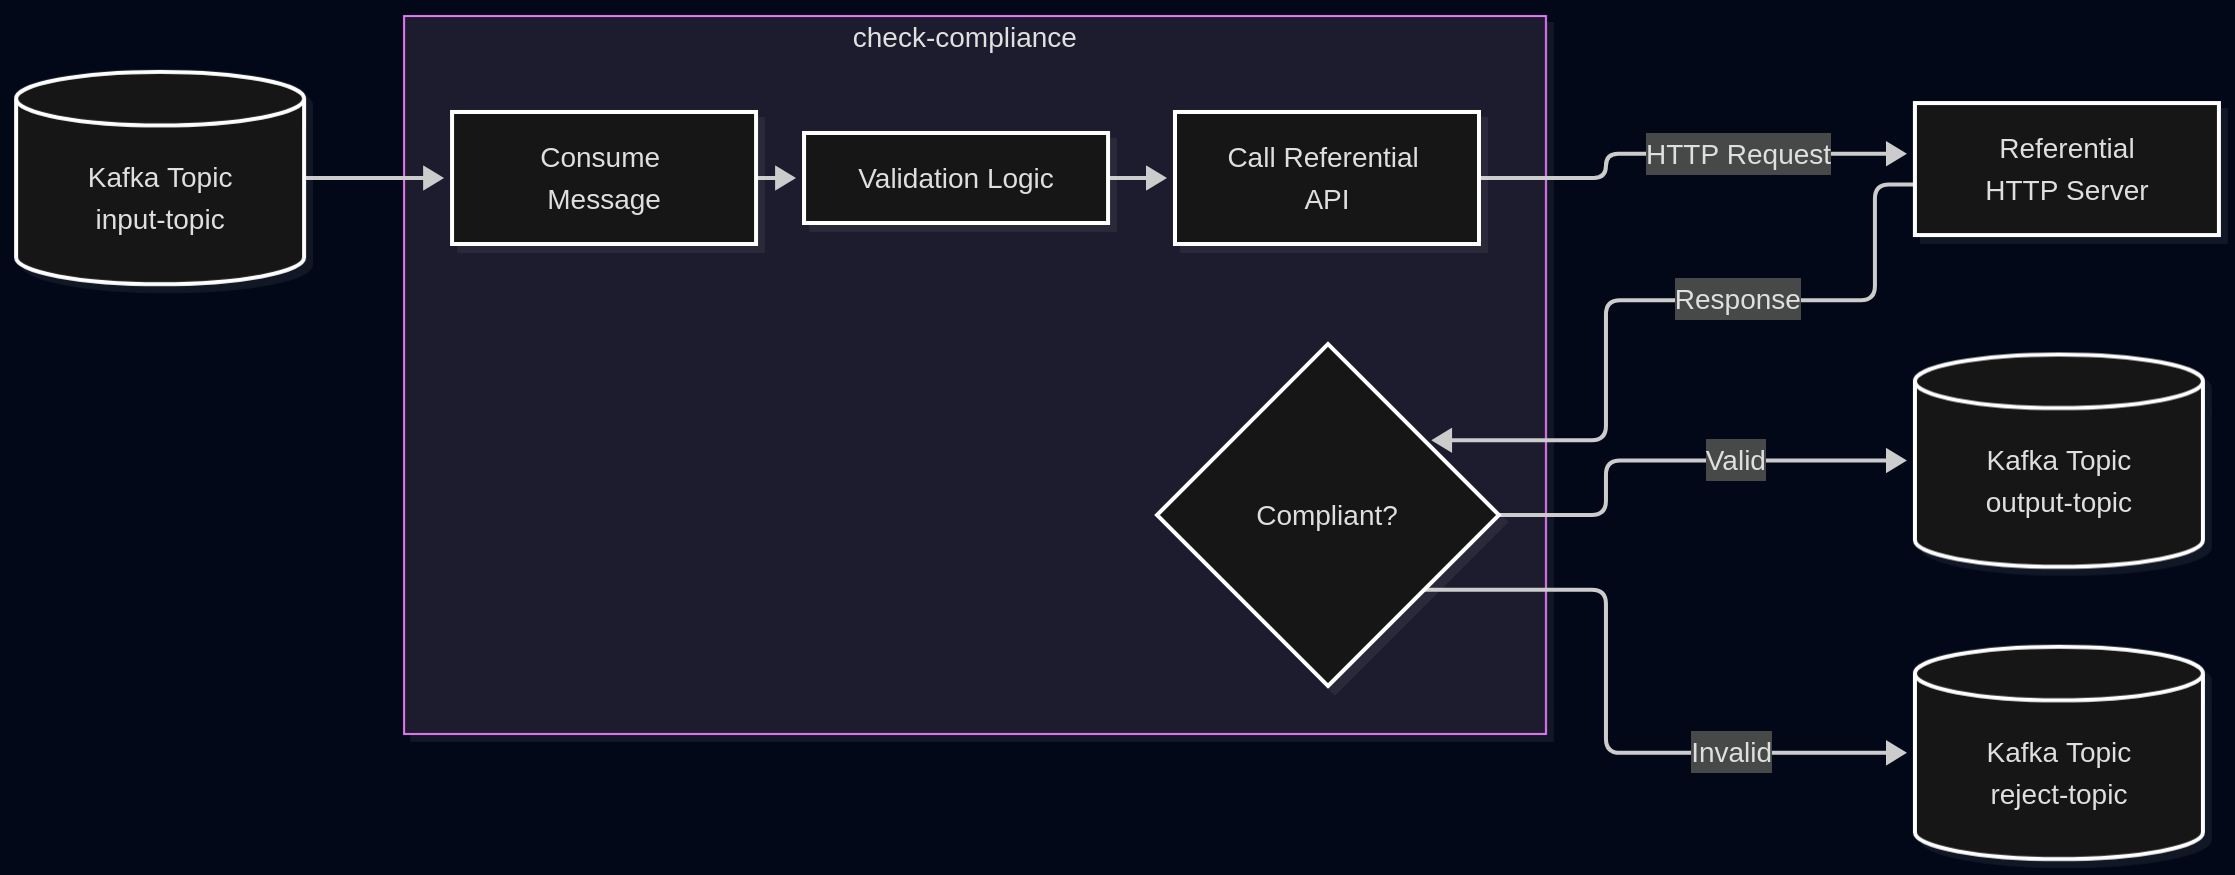 check-compliance
Kafka Topic
input-topic
Consume
Message
Validation Logic
Call Referential
API
HTTP Request
Referential
HTTP Server
Response
Compliant?
Valid
Kafka Topic
output-topic
Invalid
Kafka Topic
reject-topic